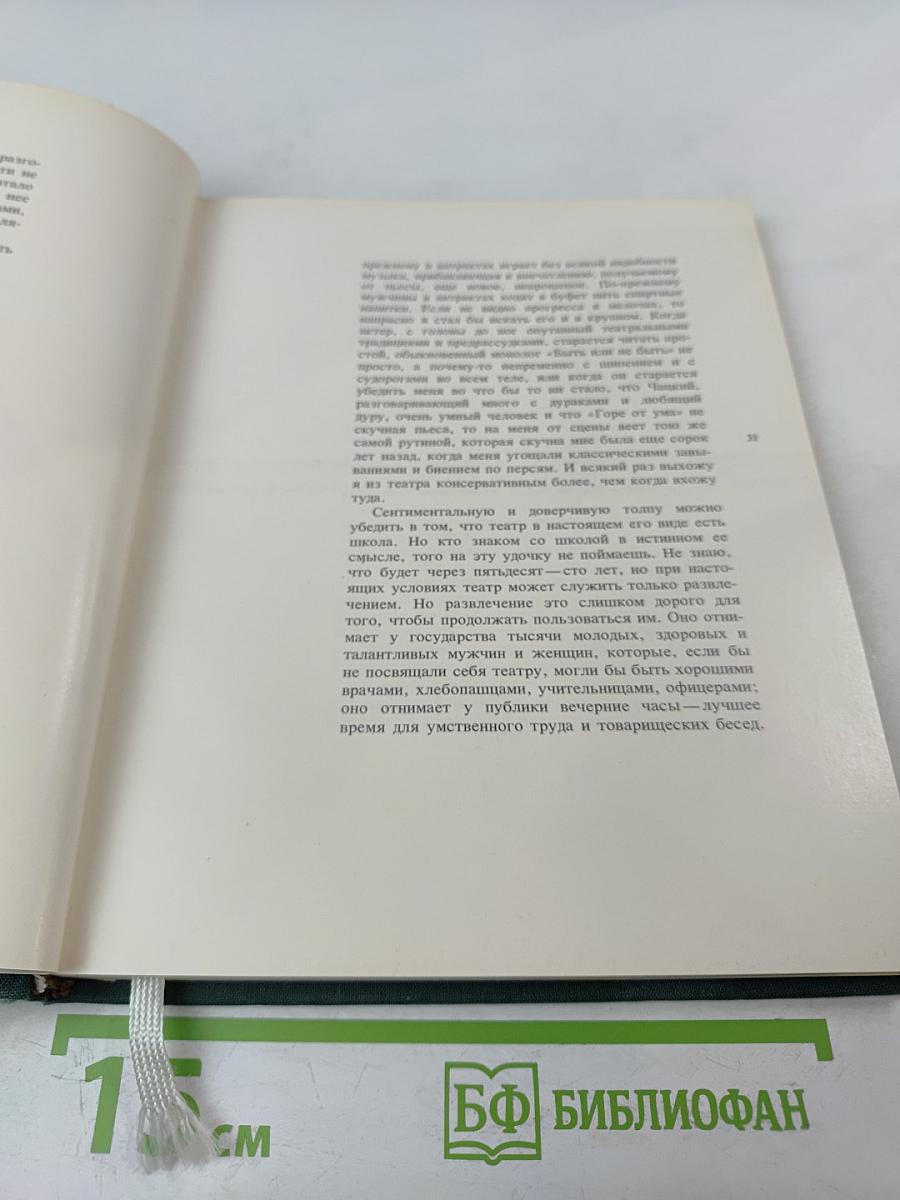 разго-
ти не
тало
нее
ами,
ля-
ть
прежнему в антрактах играет без всякой надобности
музыка, прибавляющая к впечатлению, получаемому
от пьесы, еще новое, непрошеное. По-прежнему
мужчины в антрактах ходят в буфет пить спиртные
напитки. Если не видно прогресса в мелочах, то
напрасно я стал бы искать его и в крупном. Когда
актер, с головы до ног опутанный театральными
традициями и предрассудками, старается читать про-
стой, обыкновенный монолог «Быть или не быть» не
просто, а почему-то непременно с шипением и с
судорогами во всем теле, или когда он старается
убедить меня во что бы то ни стало, что Чацкий,
разговаривающий много с дураками и любящий
дуру, очень умный человек и что «Горе от ума» не
скучная пьеса, то на меня от сцены веет тою же
самой рутиной, которая скучна мне была еще сорок
лет назад, когда меня угощали классическими завы-
ваниями и биением по персям. И всякий раз выхожу
я из театра консервативным более, чем когда вхожу
туда.
31
Сентиментальную и доверчивую толпу можно
убедить в том, что театр в настоящем его виде есть
школа. Но кто знаком со школой в истинном ее
смысле, того на эту удочку не поймаешь. Не знаю,
что будет через пятьдесят—сто лет, но при насто-
ящих условиях театр может служить только развле-
чением. Но развлечение это слишком дорого для
того, чтобы продолжать пользоваться им. Оно отни-
мает у государства тысячи молодых, здоровых и
талантливых мужчин и женщин, которые, если бы
не посвящали себя театру, могли бы быть хорошими
врачами, хлебопашцами, учительницами, офицерами;
оно отнимает у публики вечерние часы—лучшее
время для умственного труда и товарищеских бесед.
15 см
БФ БИБЛИОФАН